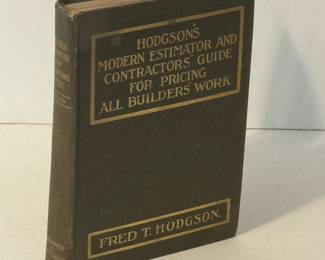 HODGSON'S
MODERN ESTIMATOR AND
CONTRACTORS' GUIDE
FOR PRICING
ALL BUILDERS' WORK
FRED T. HODGSON.